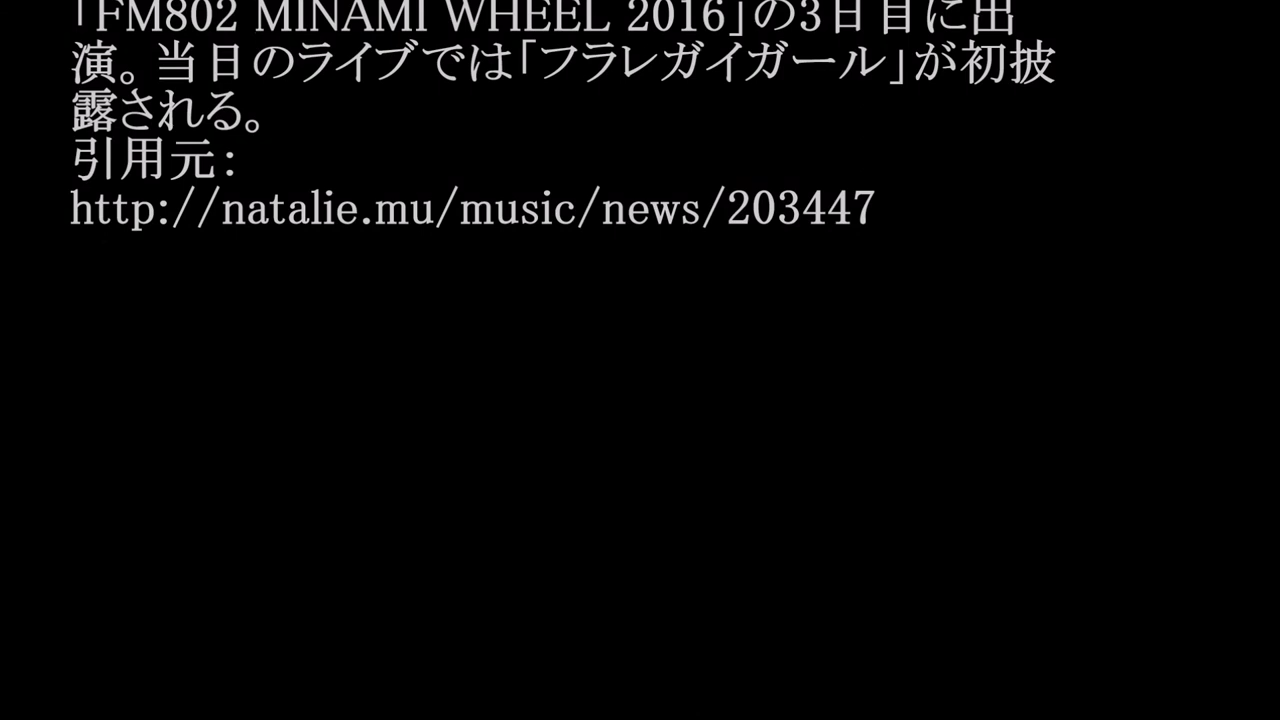 「FM802 MINAMI WHEEL 2016」の3日目に出
演。当日のライブでは「フラレガイガール」が初披
露される。
引用元:
http://natalie.mu/music/news/203447